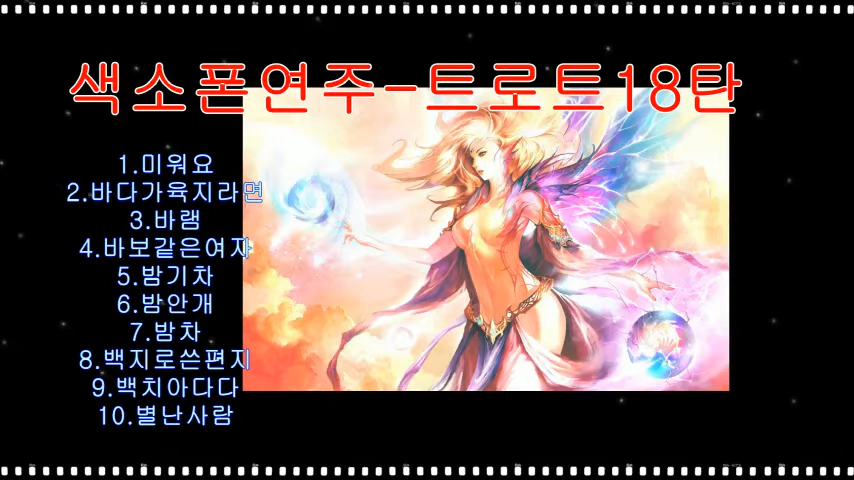 색소폰연주-트로트18탄
1.미워요
2.바다가육지라면
3.바램
4.바보같은여자
5.밤기차
6.밤안개
7.밤차
8.백지로쓴편지
9.백치아다다
10.별난사람